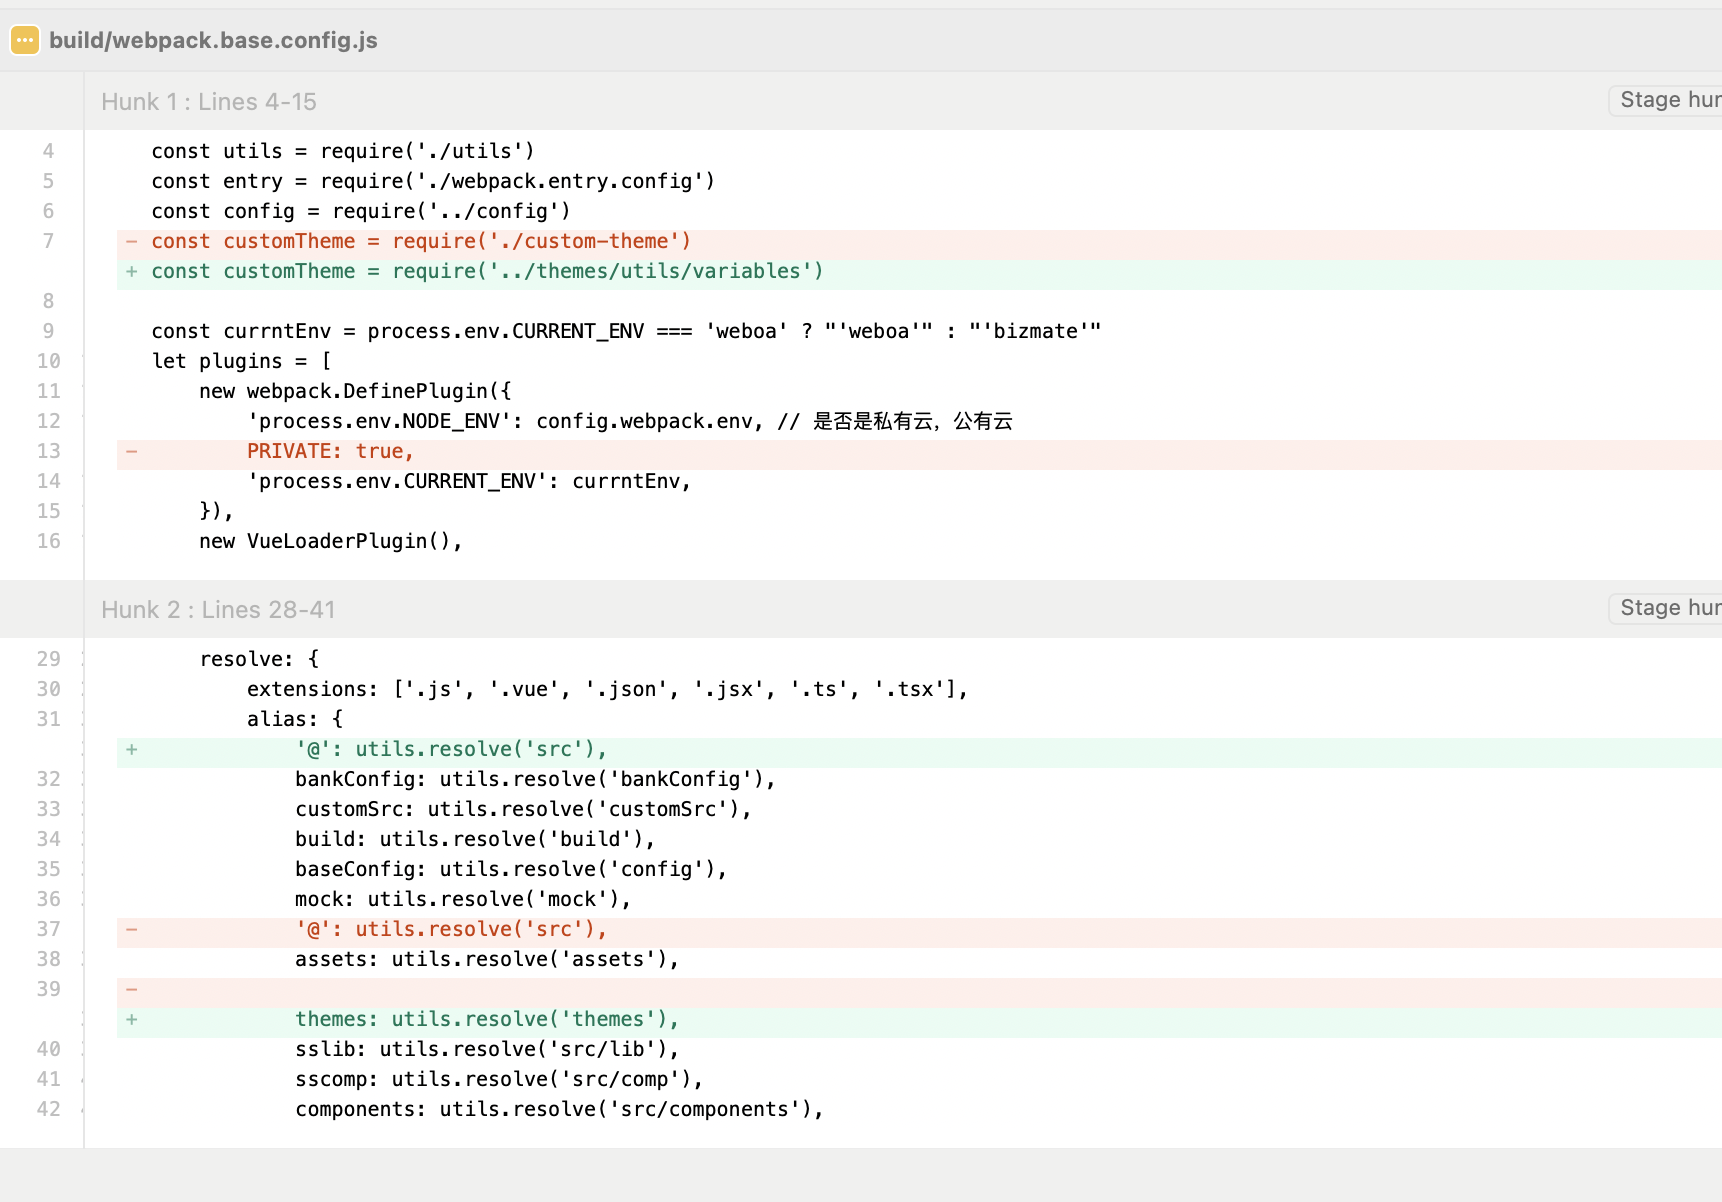 build/webpack.base.config.js
Hunk 1 : Lines 4-15
Stage hur
4 const utils = require('./utils')
5 const entry = require('./webpack.entry.config')
6 const config = require('../config')
7 - const customTheme = require('./custom-theme')
+ const customTheme = require('../themes/utils/variables')
8
9 const currntEnv = process.env.CURRENT_ENV === 'weboa' ? "'weboa'" : "'bizmate'"
10 let plugins = [
11 new webpack.DefinePlugin({
12 'process.env.NODE_ENV': config.webpack.env, // 是否是私有云，公有云
13 - PRIVATE: true,
14 'process.env.CURRENT_ENV': currntEnv,
15 }),
16 new VueLoaderPlugin(),
Hunk 2 : Lines 28-41
Stage hur
29 resolve: {
30 extensions: ['.js', '.vue', '.json', '.jsx', '.ts', '.tsx'],
31 alias: {
+ '@': utils.resolve('src'),
32 bankConfig: utils.resolve('bankConfig'),
33 customSrc: utils.resolve('customSrc'),
34 build: utils.resolve('build'),
35 baseConfig: utils.resolve('config'),
36 mock: utils.resolve('mock'),
37 - '@': utils.resolve('src'),
38 assets: utils.resolve('assets'),
39 -
+ themes: utils.resolve('themes'),
40 sslib: utils.resolve('src/lib'),
41 sscomp: utils.resolve('src/comp'),
42 components: utils.resolve('src/components'),